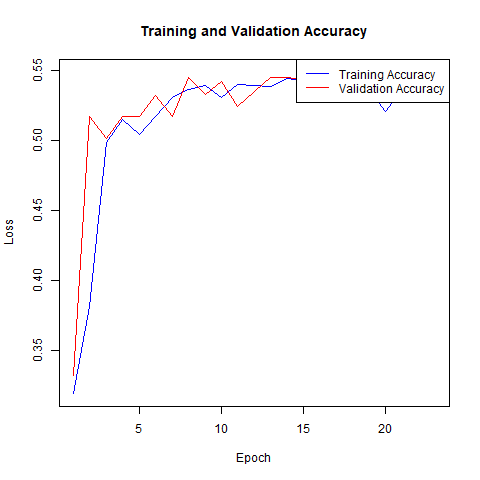 Training and Validation Accuracy
Training Accuracy
Validation Accuracy
Loss
0.55
0.50
0.45
0.40
0.35
5
10
15
20
Epoch